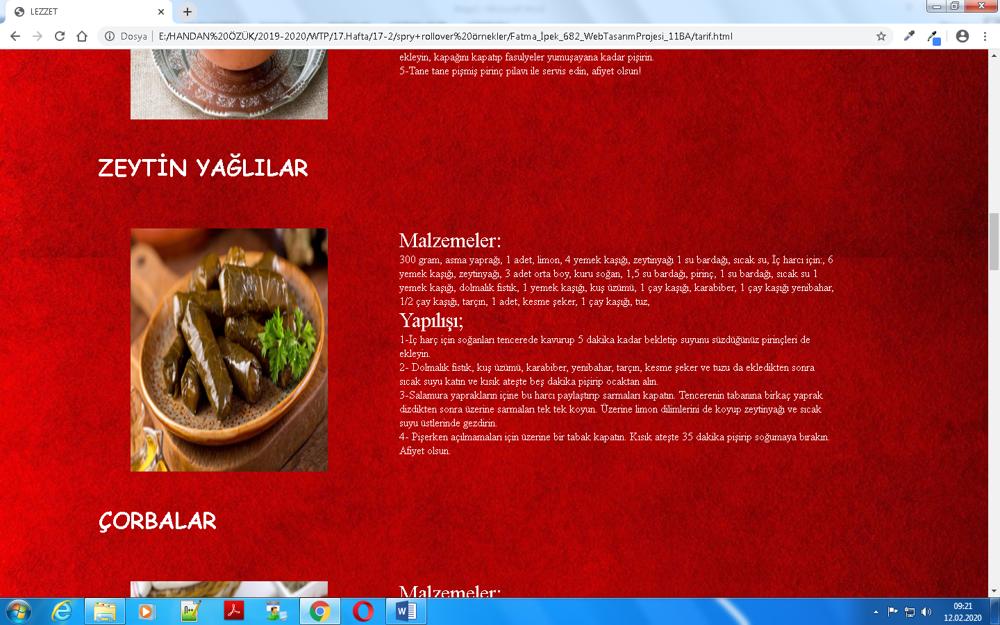 LEZZET
Dosya
E:/HANDAN%20ÖZÜK/2019-2020/WTP/17.Hafta/17-2/spry+rollover%20örnekler/Fatma_İpek_682_WebTasarımProjesi_11BA/tarif.html
ekleyin, kapağını kapatıp fasulyeler yumuşayana kadar pişirin.
5-Tane tane pişmiş pirinç pilavı ile servis edin, afiyet olsun!
ZEYTİN YAĞLILAR
Malzemeler:
300 gram, asma yaprağı, 1 adet, limon, 4 yemek kaşığı, zeytinyağı 1 su bardağı, sıcak su, İç harcı için:, 6
yemek kaşığı, zeytinyağı, 3 adet orta boy, kuru soğan, 1,5 su bardağı, pirinç, 1 su bardağı, sıcak su 1
yemek kaşığı, dolmalık fıstık, 1 yemek kaşığı, kuş üzümü, 1 çay kaşığı, karabiber, 1 çay kaşığı yenibahar,
1/2 çay kaşığı, tarçın, 1 adet, kesme şeker, 1 çay kaşığı, tuz,
Yapılışı;
1-İç harç için soğanları tencerede kavurup 5 dakika kadar bekletip suyunu süzdüğünüz pirinçleri de
ekleyin.
2- Dolmalık fıstık, kuş üzümü, karabiber, yenibahar, tarçın, kesme şeker ve tuzu da ekledikten sonra
sıcak suyu katın ve kısık ateşte beş dakika pişirip ocaktan alın.
3-Salamura yaprakların içine bu harcı paylaştırıp sarmaları kapatın. Tencerenin tabanına birkaç yaprak
dizdikten sonra üzerine sarmaları tek tek koyun. Üzerine limon dilimlerini de koyup zeytinyağı ve sıcak
suyu üstlerinde gezdirin.
4- Pişerken açılmamaları için üzerine bir tabak kapatın. Kısık ateşte 35 dakika pişirip soğumaya bırakın.
Afiyet olsun.
ÇORBALAR
Malzemeler:
09:21
12.02.2020